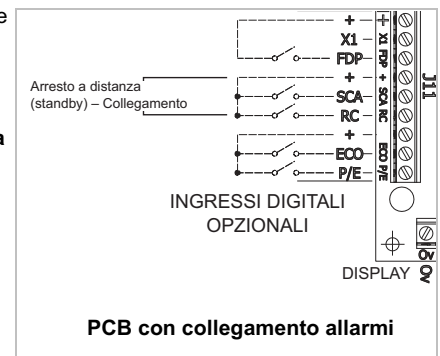 e
a
+
X1
FDP
+
SCA
RC
+
ECO
P/E
+
X1
FDP
+
SCA
RC
ECO
P/E
J11
Arresto a distanza
(standby) – Collegamento
INGRESSI DIGITALI
OPZIONALI
DISPLAY
0v
0v
PCB con collegamento allarmi